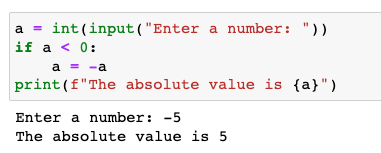 a = int(input("Enter a number: "))
if a < 0:
    a = -a
print(f"The absolute value is {a}")
Enter a number: -5
The absolute value is 5